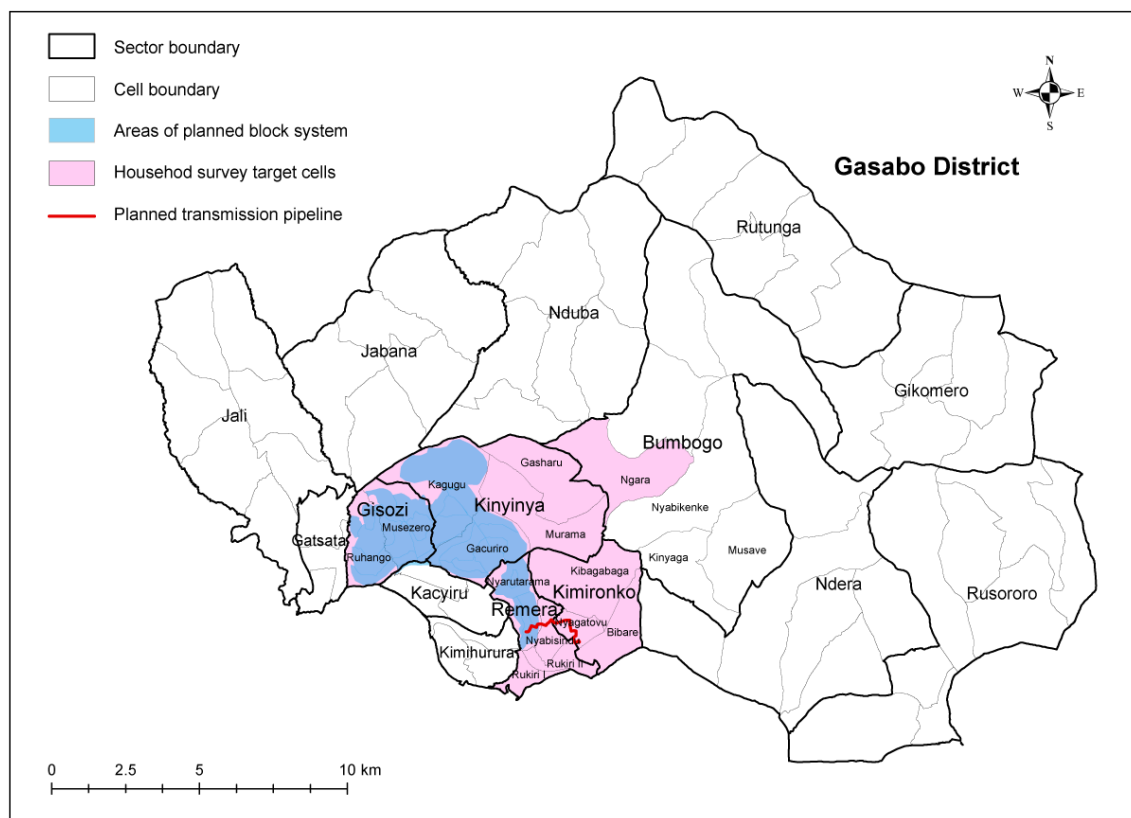 Sector boundary
Cell boundary
Areas of planned block system
Househod survey target cells
Planned transmission pipeline
N
W
E
S
Gasabo District
Rutunga
Nduba
Jabana
Gikomero
Jali
Bumbogo
Gasharu
Ngara
Kagugu
Kinyinya
Nyabikenke
Gisozi
Musezero
Murama
Gatsata
Gacuriro
Kinyaga
Musave
Ruhango
Kibagabaga
Nyarutarama
Ndera
Kacyiru
Kimironko
Rusororo
Remera
Nyagatovu
Bibare
Nyabisindu
Kimihurura
Rukiri II
Rukiri I
0 2.5 5 10 km